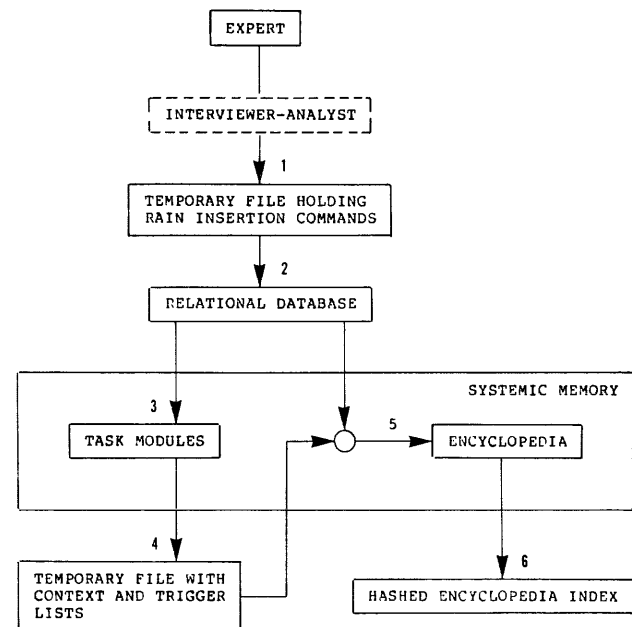 EXPERT
INTERVIEWER-ANALYST
1
TEMPORARY FILE HOLDING
RAIN INSERTION COMMANDS
2
RELATIONAL DATABASE
SYSTEMIC MEMORY
3
5
TASK MODULES
ENCYCLOPEDIA
4
6
TEMPORARY FILE WITH
CONTEXT AND TRIGGER
LISTS
HASHED ENCYCLOPEDIA INDEX